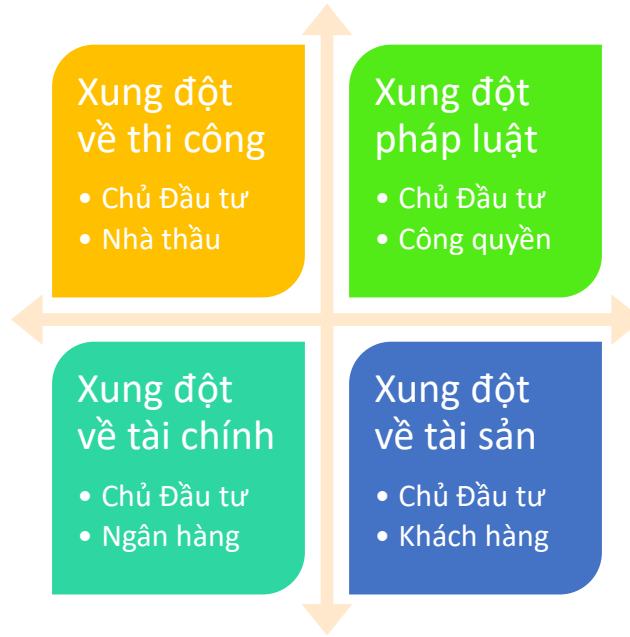 Xung đột
về thi công
• Chủ Đầu tư
• Nhà thầu
Xung đột
pháp luật
• Chủ Đầu tư
• Công quyền
Xung đột
về tài chính
• Chủ Đầu tư
• Ngân hàng
Xung đột
về tài sản
• Chủ Đầu tư
• Khách hàng